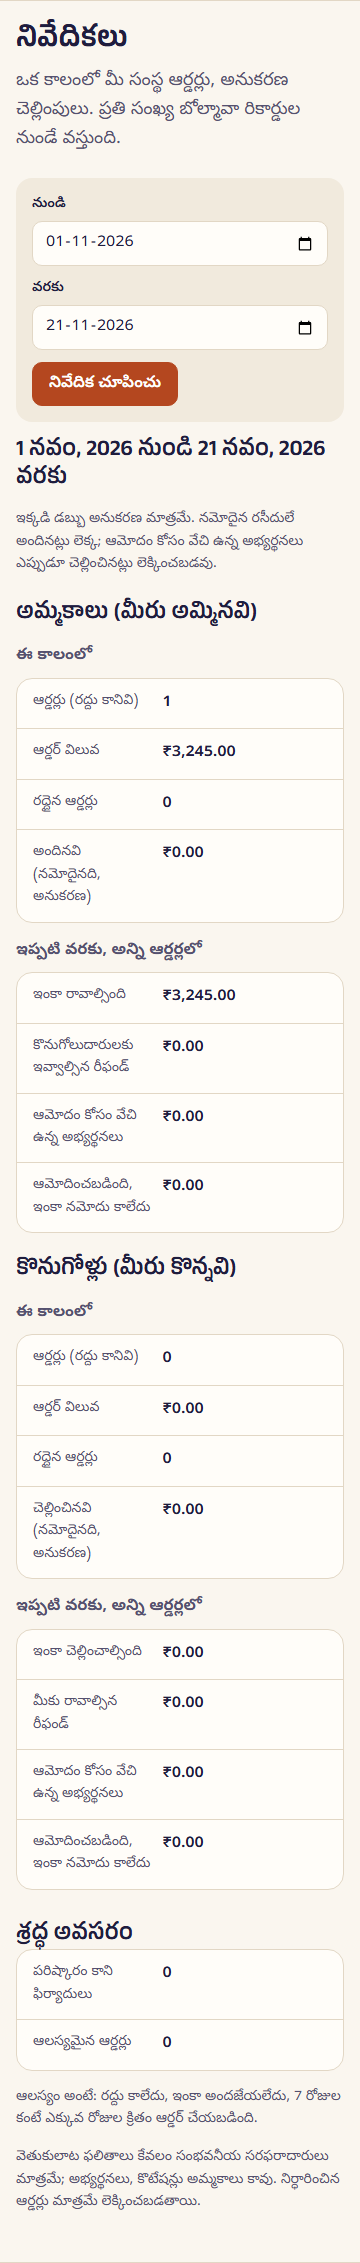 నివేదికలు
ఒక కాలంలో మీ సంస్థ ఆర్డర్లు, అనుకరణ
చెల్లింపులు. ప్రతి సంఖ్య బోల్మావా రికార్డుల
నుండే వస్తుంది.
నుండి
01-11-2026
వరకు
21-11-2026
నివేదిక చూపించు
1 నవం, 2026 నుండి 21 నవం, 2026
వరకు
ఇక్కడి డబ్బు అనుకరణ మాత్రమే. నమోదైన రసీదులే
అందినట్లు లెక్క; ఆమోదం కోసం వేచి ఉన్న అభ్యర్థనలు
ఎప్పుడూ చెల్లించినట్లు లెక్కించబడవు.
అమ్మకాలు (మీరు అమ్మినవి)
ఈ కాలంలో
ఆర్డర్లు (రద్దు కానివి) 1
ఆర్డర్ విలువ ₹3,245.00
రద్దైన ఆర్డర్లు 0
అందినవి ₹0.00
(నమోదైనది,
అనుకరణ)
ఇప్పటి వరకు, అన్ని ఆర్డర్లలో
ఇంకా రావాల్సింది ₹3,245.00
కొనుగోలుదారులకు ₹0.00
ఇవ్వాల్సిన రీఫండ్
ఆమోదం కోసం వేచి ₹0.00
ఉన్న అభ్యర్థనలు
ఆమోదించబడింది, ₹0.00
ఇంకా నమోదు కాలేదు
కొనుగోళ్లు (మీరు కొన్నవి)
ఈ కాలంలో
ఆర్డర్లు (రద్దు కానివి) 0
ఆర్డర్ విలువ ₹0.00
రద్దైన ఆర్డర్లు 0
చెల్లించినవి ₹0.00
(నమోదైనది,
అనుకరణ)
ఇప్పటి వరకు, అన్ని ఆర్డర్లలో
ఇంకా చెల్లించాల్సింది ₹0.00
మీకు రావాల్సిన ₹0.00
రీఫండ్
ఆమోదం కోసం వేచి ₹0.00
ఉన్న అభ్యర్థనలు
ఆమోదించబడింది, ₹0.00
ఇంకా నమోదు కాలేదు
శ్రద్ధ అవసరం
పరిష్కారం కాని 0
ఫిర్యాదులు
ఆలస్యమైన ఆర్డర్లు 0
ఆలస్యం అంటే: రద్దు కాలేదు, ఇంకా అందజేయలేదు, 7 రోజుల
కంటే ఎక్కువ రోజుల క్రితం ఆర్డర్ చేయబడింది.
వెతుకులాట ఫలితాలు కేవలం సంభవనీయ సరఫరాదారులు
మాత్రమే; అభ్యర్థనలు, కొటేషన్లు అమ్మకాలు కావు. నిర్ధారించిన
ఆర్డర్లు మాత్రమే లెక్కించబడతాయి.